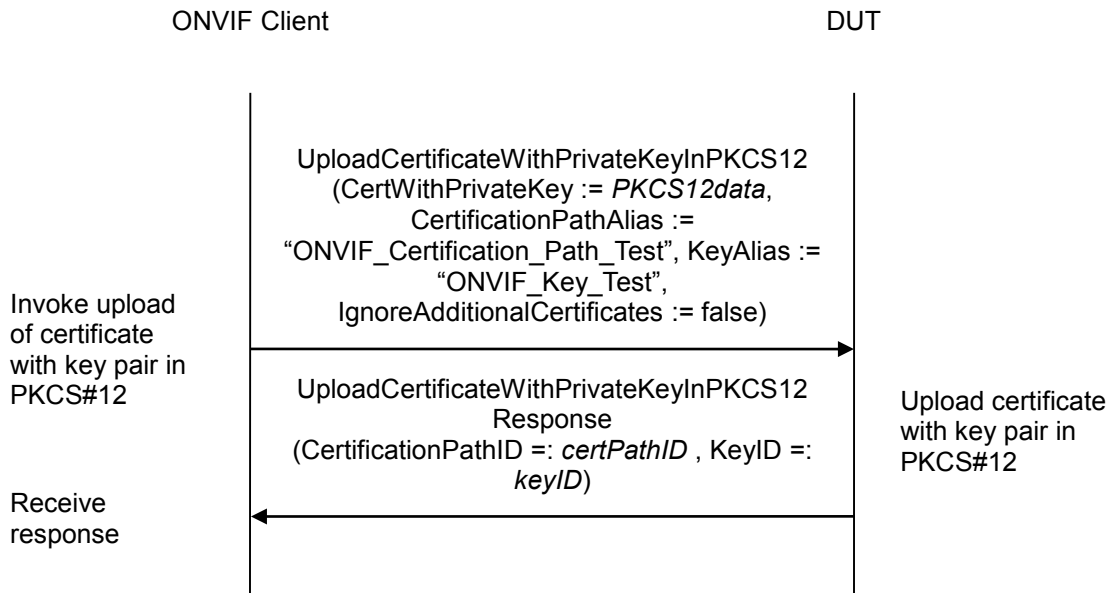 ONVIF Client
DUT
UploadCertificateWithPrivateKeyInPKCS12
(CertWithPrivateKey := PKCS12data,
CertificationPathAlias :=
“ONVIF_Certification_Path_Test”, KeyAlias :=
“ONVIF_Key_Test”,
IgnoreAdditionalCertificates := false)
Invoke upload
of certificate
with key pair in
PKCS#12
UploadCertificateWithPrivateKeyInPKCS12
Response
(CertificationPathID =: certPathID , KeyID =:
keyID)
Upload certificate
with key pair in
PKCS#12
Receive
response